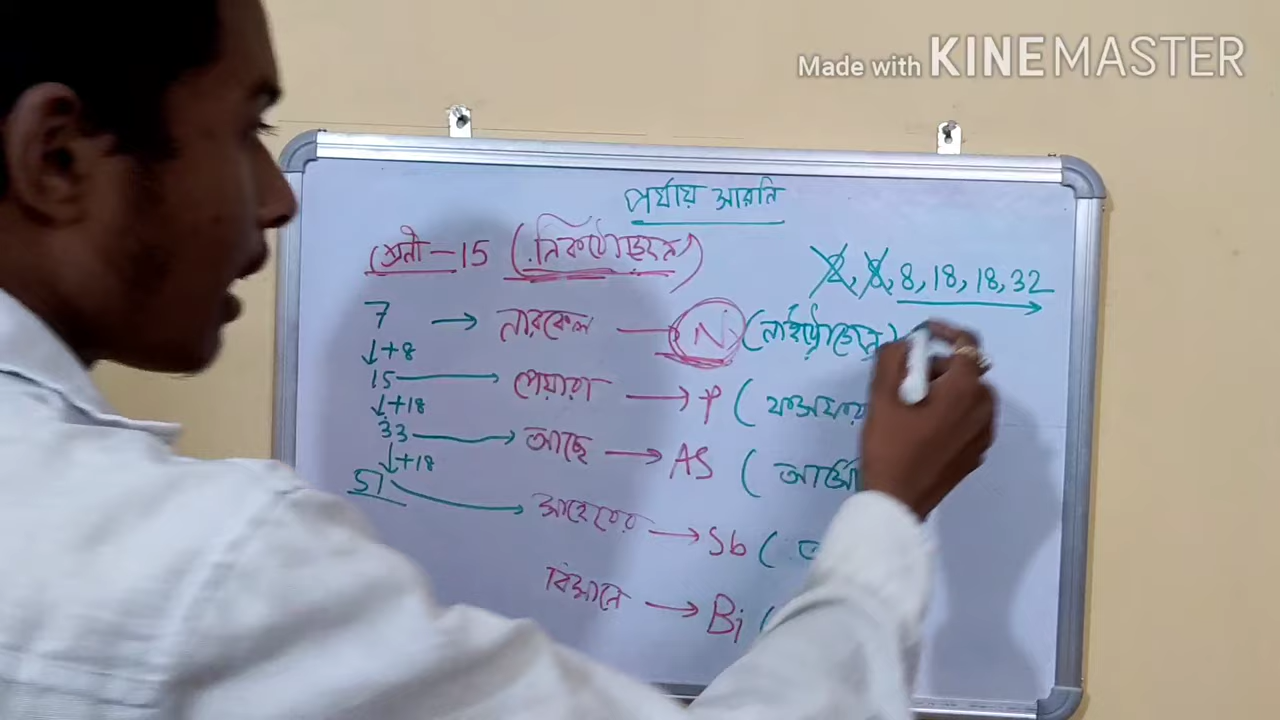 Made with KINEMASTER
পর্যায় সারনি
শ্রেনী - 15 (নিকটোজেন)
2, 8, 8, 18, 18, 32
7 → নারকেল → N (নাইট্রোজেন)
↓+8
15 → পেয়ারা → P (ফসফরা
↓+18
33 → আছে → AS (আর্সে
↓+18
51 → সাহেবের → Sb (
বিমানে → Bi (